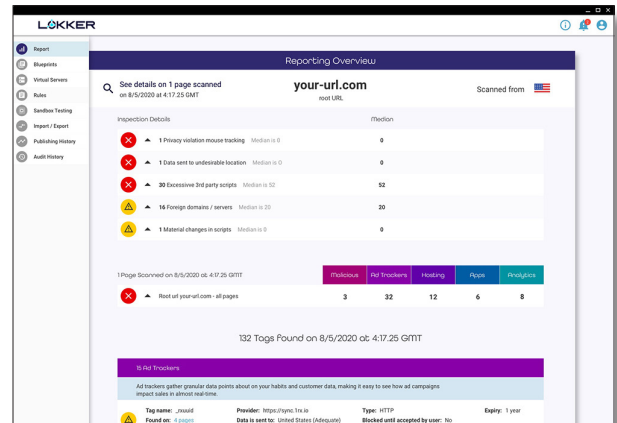 LOKKER
Report
Blueprints
Virtual Servers
Rules
Sandbox Testing
Import / Export
Publishing History
Audit History
Reporting Overview
See details on 1 page scanned
on 8/5/2020 at 4:17.25 GMT
your-url.com
root URL
Scanned from
Inspection Details
Median
1 Privacy violation mouse tracking Median is 0
0
1 Data sent to undesirable location Median is 0
0
30 Excessive 3rd party scripts Median is 52
52
16 Foreign domains / servers Median is 20
20
1 Material changes in scripts Median is 0
0
1 Page Scanned on 8/5/2020 at 4:17.25 GMT
Malicious Ad Trackers Hosting Apps Analytics
Root url your-url.com - all pages 3 32 12 6 8
132 Tags found on 8/5/2020 at 4:17.25 GMT
15 Ad Trackers
Ad trackers gather granular data points about on your habits and customer data, making it easy to see how ad campaigns
impact sales in almost real-time.
Tag name: _nuuid Provider: https://sync.1rx.io Type: HTTP Expiry: 1 year
Found on: 4 pages Data is sent to: United States (Adequate) Blocked until accepted by user: No